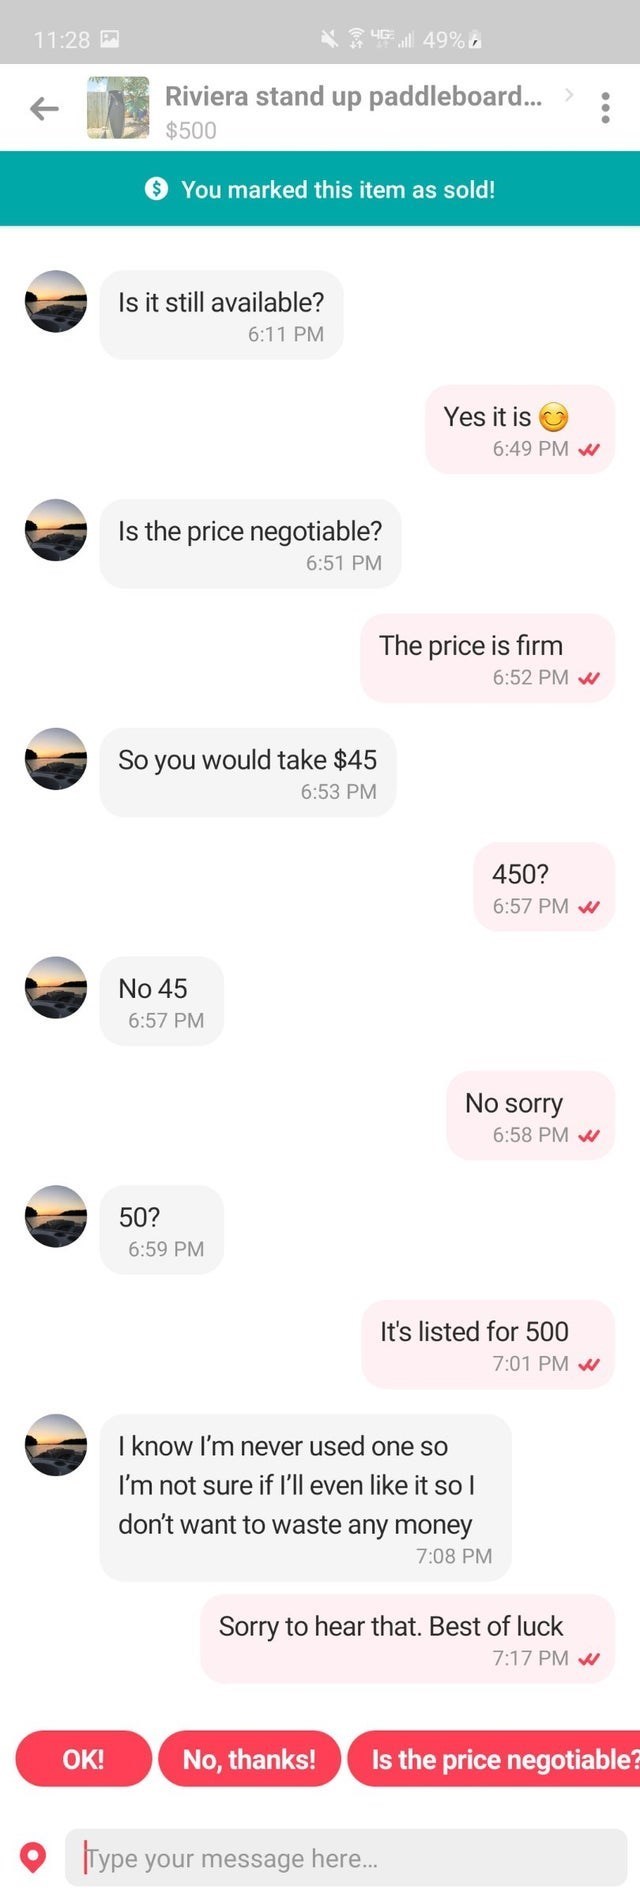 11:28
4GE 49%
Riviera stand up paddleboard...
$500
You marked this item as sold!
Is it still available?
6:11 PM
Yes it is 😊
6:49 PM
Is the price negotiable?
6:51 PM
The price is firm
6:52 PM
So you would take $45
6:53 PM
450?
6:57 PM
No 45
6:57 PM
No sorry
6:58 PM
50?
6:59 PM
It's listed for 500
7:01 PM
I know I’m never used one so
I’m not sure if I’ll even like it so I
don’t want to waste any money
7:08 PM
Sorry to hear that. Best of luck
7:17 PM
OK!
No, thanks!
Is the price negotiable?
Type your message here...